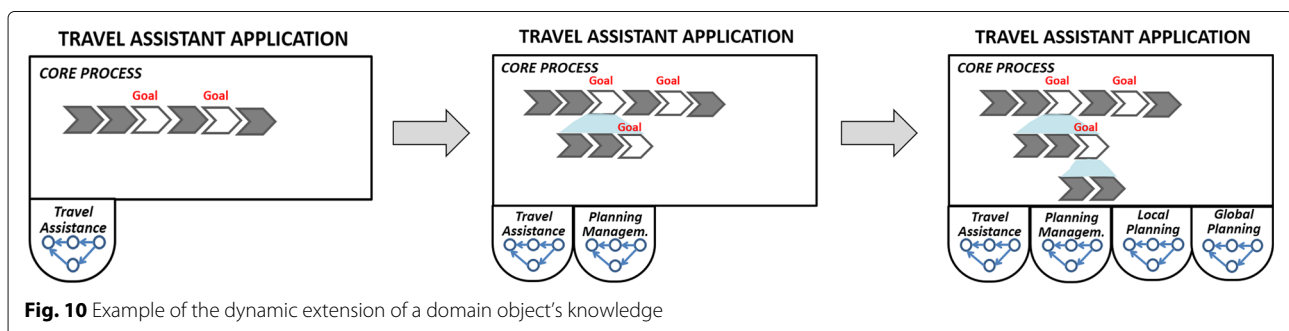 TRAVEL ASSISTANT APPLICATION
CORE PROCESS
Goal Goal
Travel
Assistance
TRAVEL ASSISTANT APPLICATION
CORE PROCESS
Goal Goal
Goal
Travel
Assistance
Planning
Managem.
TRAVEL ASSISTANT APPLICATION
CORE PROCESS
Goal Goal
Goal
Travel
Assistance
Planning
Managem.
Local
Planning
Global
Planning
Fig. 10 Example of the dynamic extension of a domain object’s knowledge